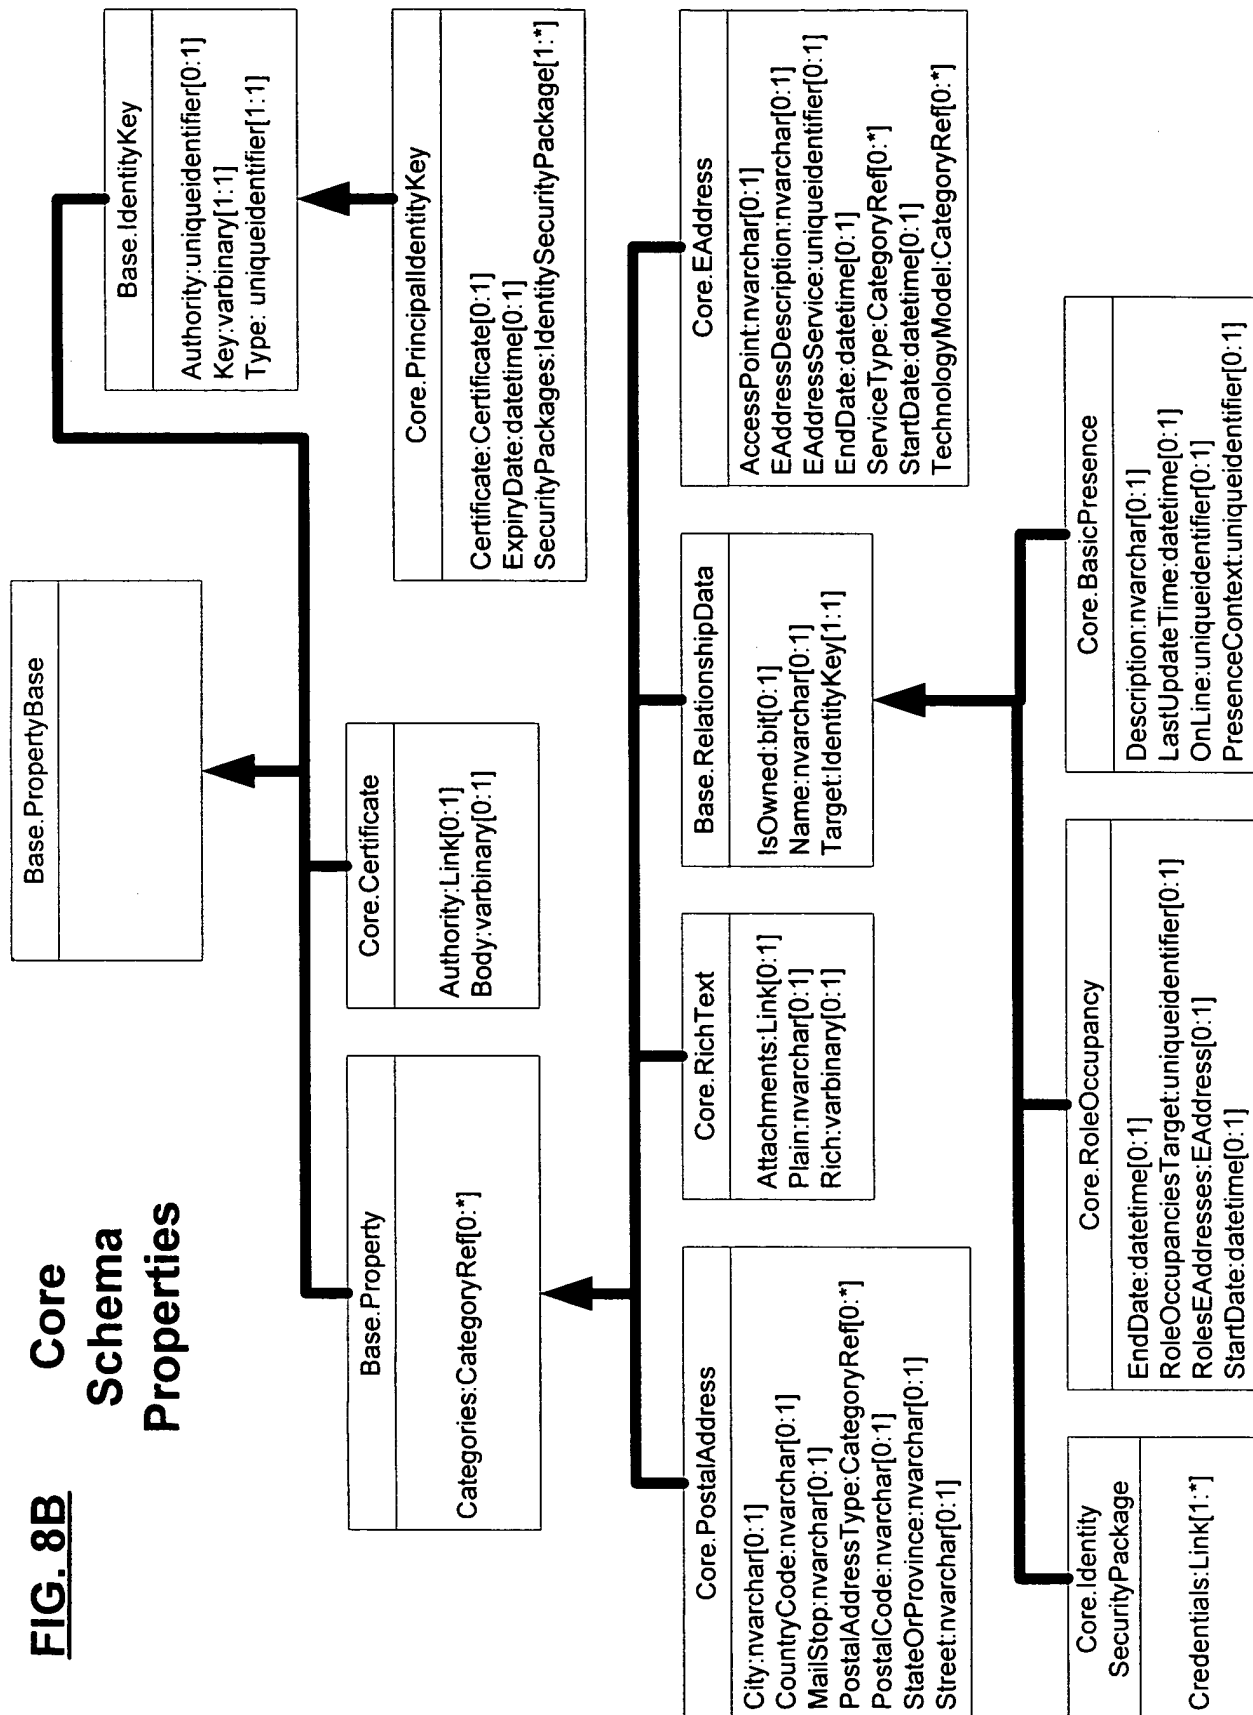 FIG. 8B
Core
Schema
Properties
Base.PropertyBase
Base.Property
Categories:CategoryRef[0:*]
Core.Certificate
Authority:Link[0:1]
Body:varbinary[0:1]
Base.IdentityKey
Authority:uniqueidentifier[0:1]
Key:varbinary[1:1]
Type: uniqueidentifier[1:1]
Core.PrincipalIdentityKey
Certificate:Certificate[0:1]
ExpiryDate:datetime[0:1]
SecurityPackages:IdentitySecurityPackage[1:*]
Core.PostalAddress
City:nvarchar[0:1]
CountryCode:nvarchar[0:1]
MailStop:nvarchar[0:1]
PostalAddressType:CategoryRef[0:*]
PostalCode:nvarchar[0:1]
StateOrProvince:nvarchar[0:1]
Street:nvarchar[0:1]
Core.RichText
Attachments:Link[0:1]
Plain:nvarchar[0:1]
Rich:varbinary[0:1]
Base.RelationshipData
IsOwned:bit[0:1]
Name:nvarchar[0:1]
Target:IdentityKey[1:1]
Core.EAddress
AccessPoint:nvarchar[0:1]
EAddressDescription:nvarchar[0:1]
EAddressService:uniqueidentifier[0:1]
EndDate:datetime[0:1]
ServiceType:CategoryRef[0:*]
StartDate:datetime[0:1]
TechnologyModel:CategoryRef[0:*]
Core.Identity
SecurityPackage
Credentials:Link[1:*]
Core.RoleOccupancy
EndDate:datetime[0:1]
RoleOccupanciesTarget:uniqueidentifier[0:1]
RolesEAddresses:EAddress[0:1]
StartDate:datetime[0:1]
Core.BasicPresence
Description:nvarchar[0:1]
LastUpdateTime:datetime[0:1]
OnLine:uniqueidentifier[0:1]
PresenceContext:uniqueidentifier[0:1]